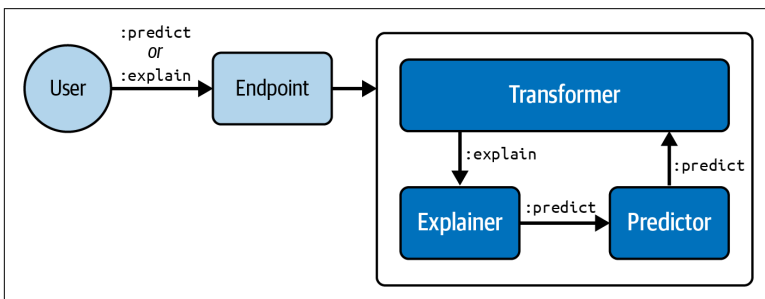 :predict
or
:explain
User
Endpoint
Transformer
:explain
:predict
Explainer
:predict
Predictor